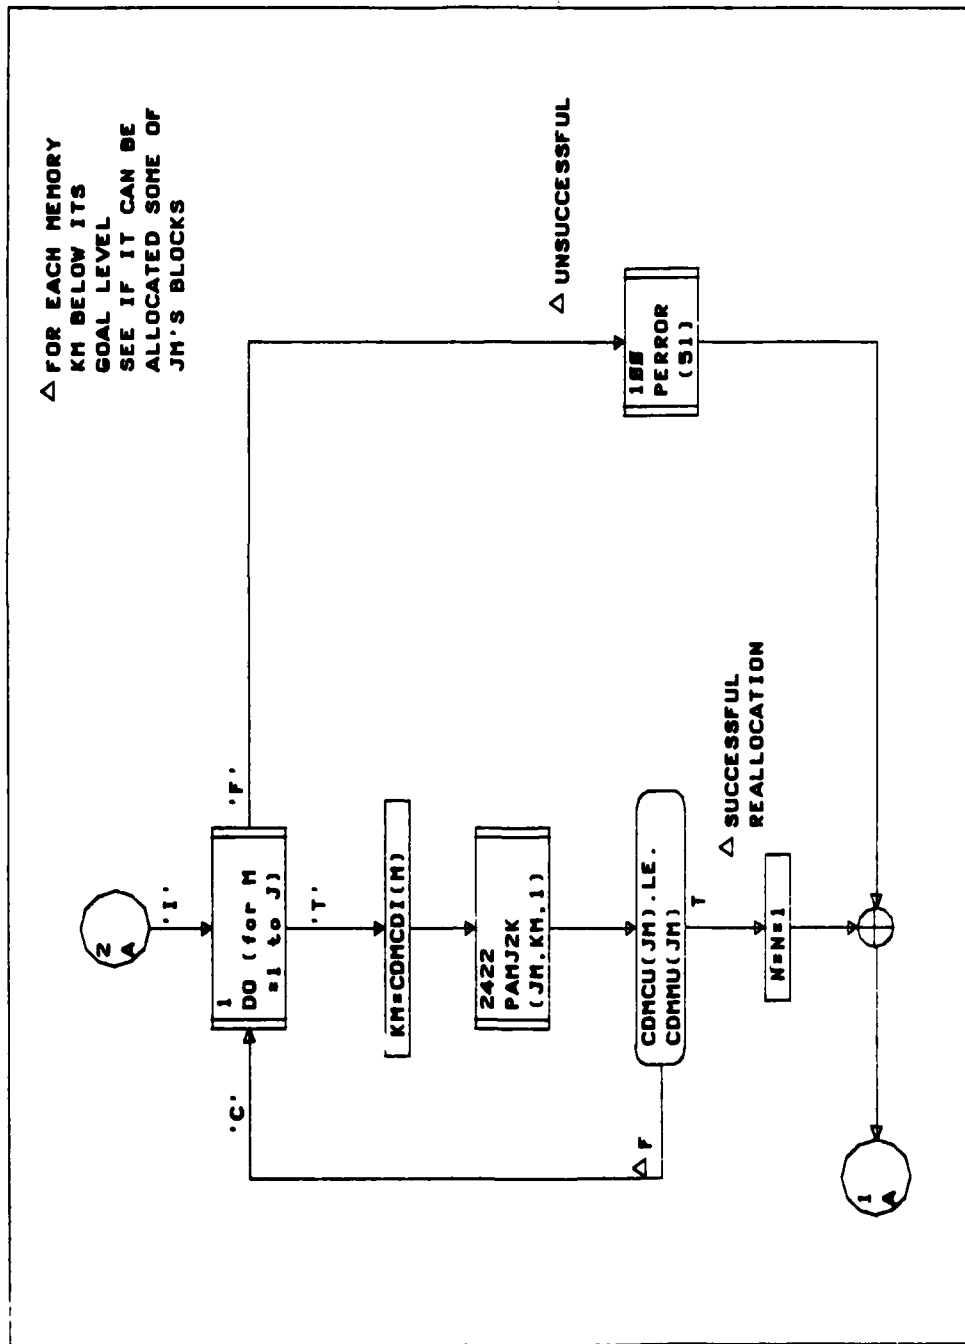 △ FOR EACH MEMORY
KM BELOW ITS
GOAL LEVEL
SEE IF IT CAN BE
ALLOCATED SOME OF
JM'S BLOCKS
2
A
'I'
'C'
1
DO (for M
=1 to J)
'F'
'T'
KM=CDMCDI(M)
2422
PAMJ2K
(JM,KM,1)
△ UNSUCCESSFUL
PERROR
(51)
△ F
CDMCU(JM).LE.
CDMMU(JM)
T
△ SUCCESSFUL
REALLOCATION
1
A